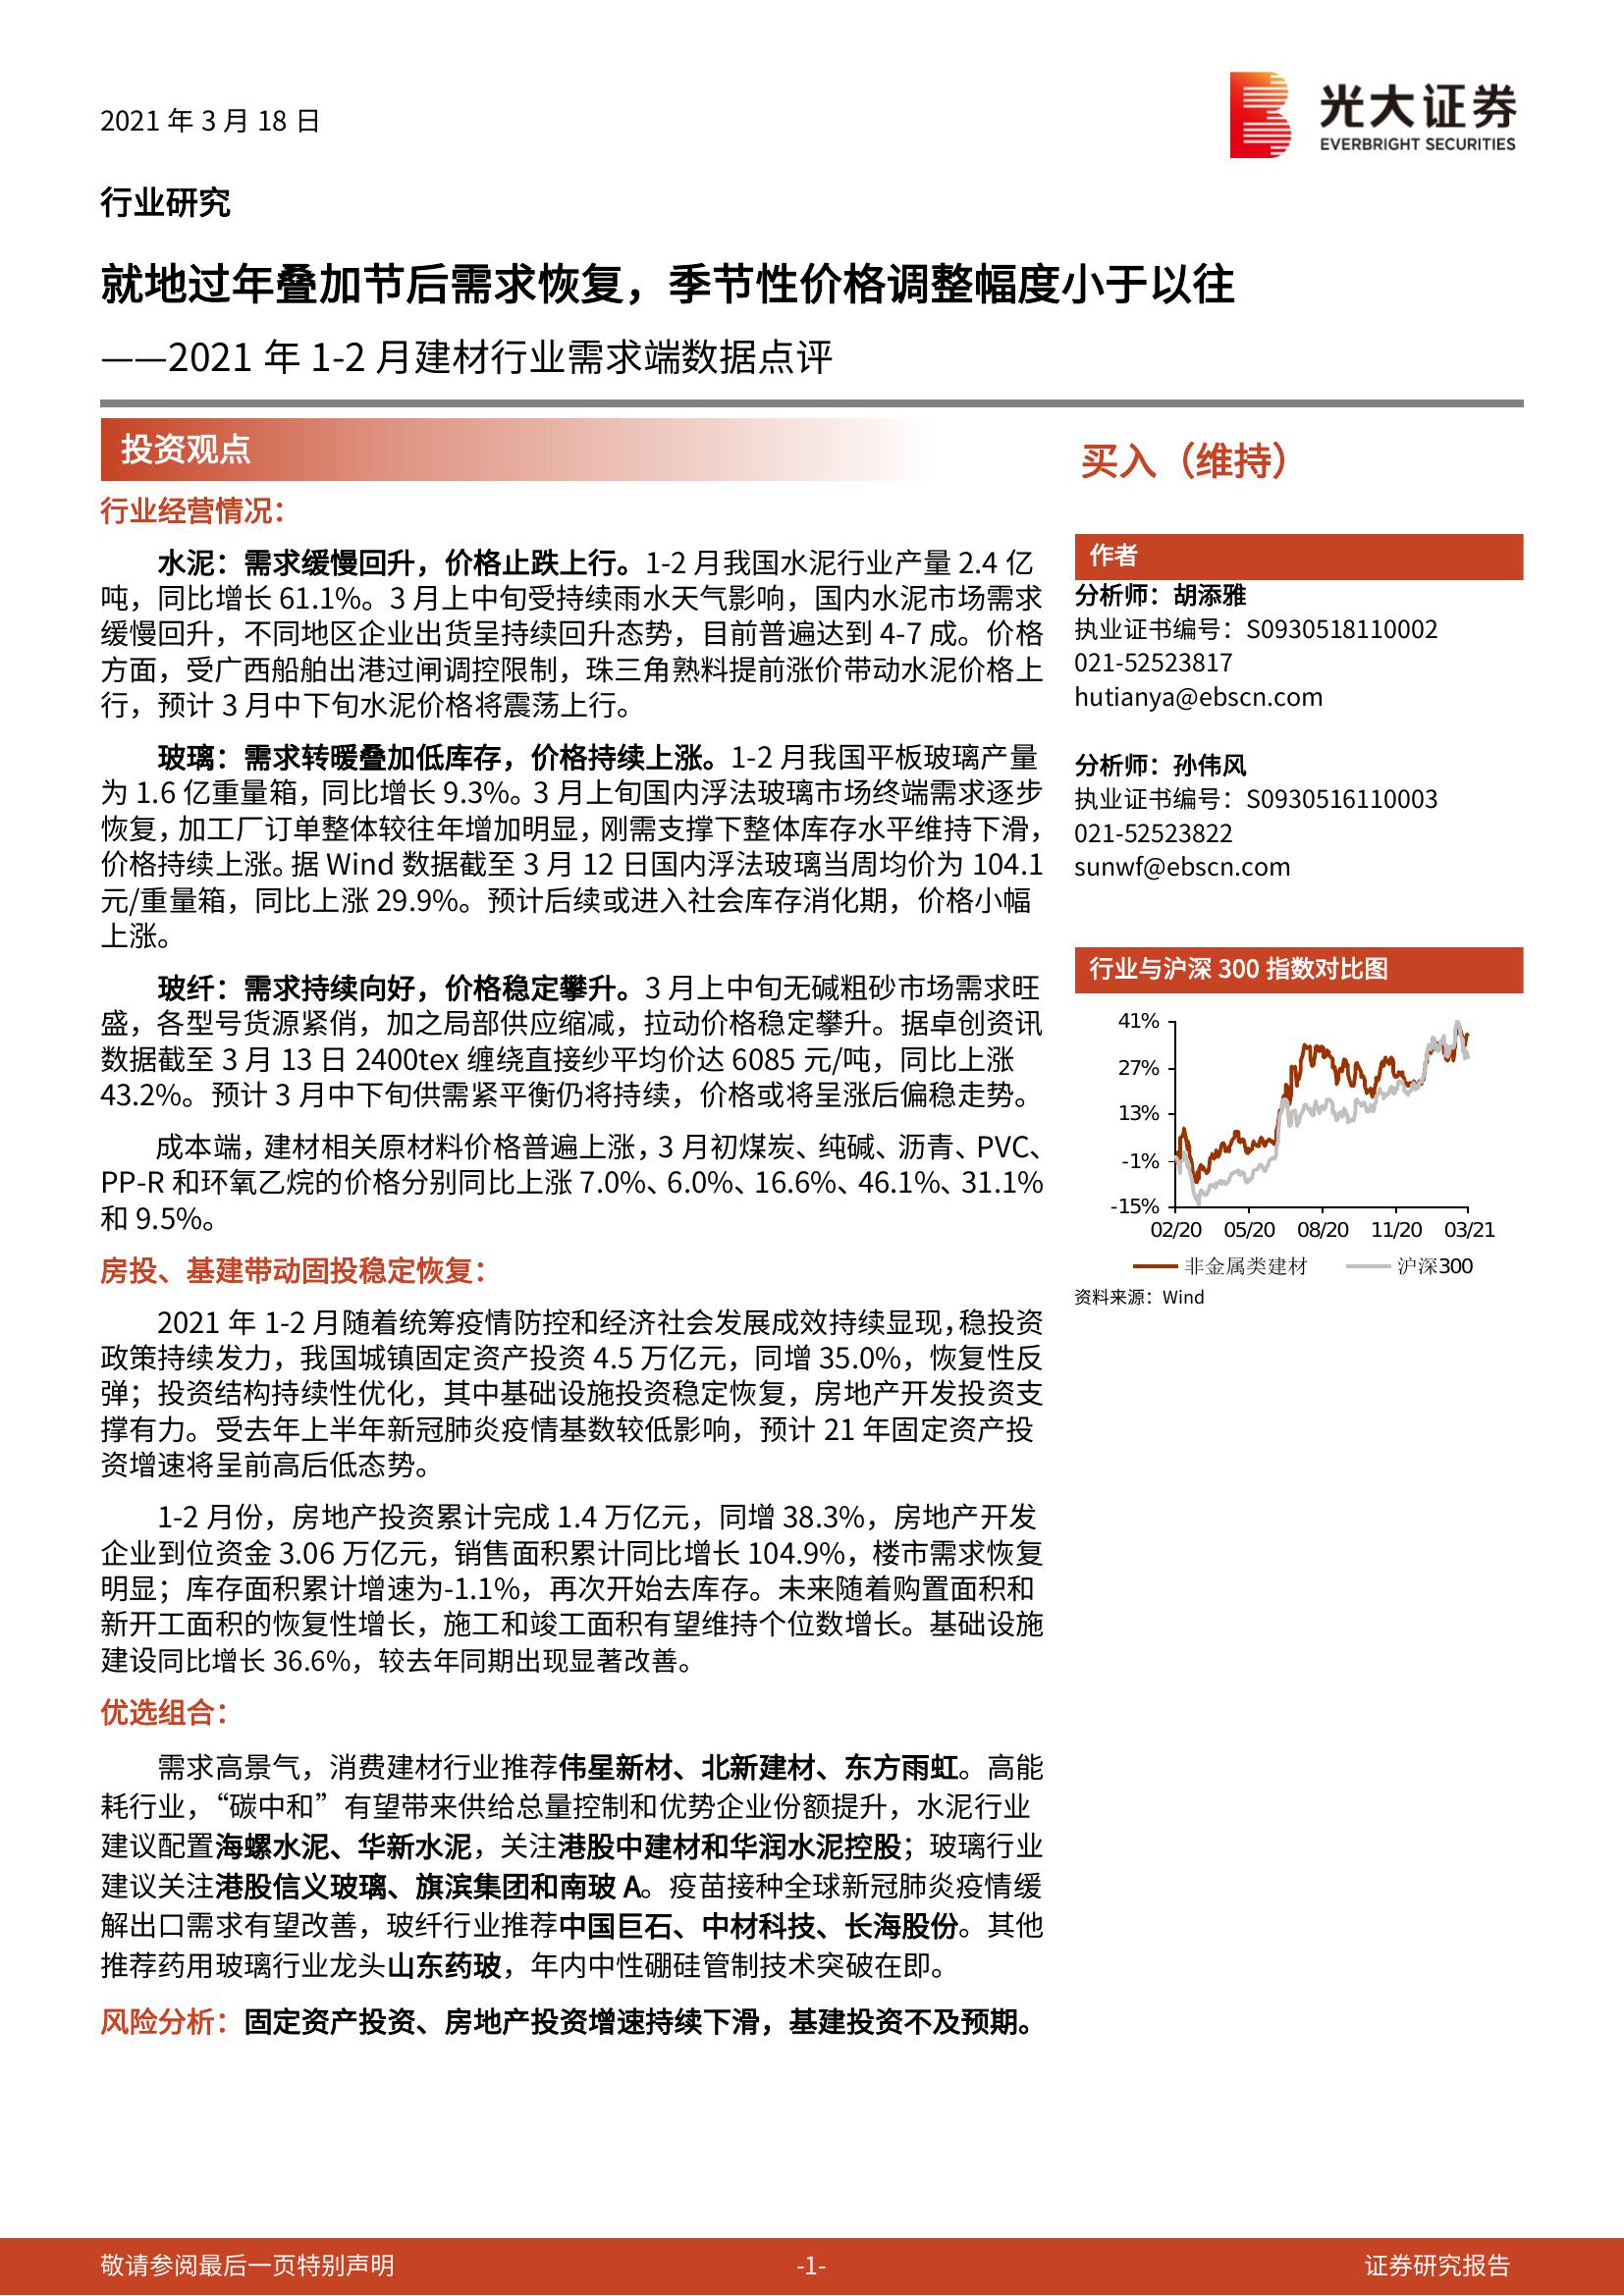 2021 年 3 月 18 日
光大证券
EVERBRIGHT SECURITIES
行业研究
就地过年叠加节后需求恢复，季节性价格调整幅度小于以往
——2021 年 1-2 月建材行业需求端数据点评
投资观点
行业经营情况：
水泥：需求缓慢回升，价格止跌上行。1-2 月我国水泥行业产量 2.4 亿
吨，同比增长 61.1%。3 月上中旬受持续雨水天气影响，国内水泥市场需求
缓慢回升，不同地区企业出货呈持续回升态势，目前普遍达到 4-7 成。价格
方面，受广西船舶出港过闸调控限制，珠三角熟料提前涨价带动水泥价格上
行，预计 3 月中下旬水泥价格将震荡上行。
玻璃：需求转暖叠加低库存，价格持续上涨。1-2 月我国平板玻璃产量
为 1.6 亿重量箱，同比增长 9.3%。3 月上旬国内浮法玻璃市场终端需求逐步
恢复，加工厂订单整体较往年增加明显，刚需支撑下整体库存水平维持下滑，
价格持续上涨。据 Wind 数据截至 3 月 12 日国内浮法玻璃当周均价为 104.1
元/重量箱，同比上涨 29.9%。预计后续或进入社会库存消化期，价格小幅
上涨。
玻纤：需求持续向好，价格稳定攀升。3 月上中旬无碱粗砂市场需求旺
盛，各型号货源紧俏，加之局部供应缩减，拉动价格稳定攀升。据卓创资讯
数据截至 3 月 13 日 2400tex 缠绕直接纱平均价达 6085 元/吨，同比上涨
43.2%。预计 3 月中下旬供需紧平衡仍将持续，价格或将呈涨后偏稳走势。
成本端，建材相关原材料价格普遍上涨，3 月初煤炭、纯碱、沥青、PVC、
PP-R 和环氧乙烷的价格分别同比上涨 7.0%、6.0%、16.6%、46.1%、31.1%
和 9.5%。
房投、基建带动固投稳定恢复：
2021 年 1-2 月随着统筹疫情防控和经济社会发展成效持续显现，稳投资
政策持续发力，我国城镇固定资产投资 4.5 万亿元，同增 35.0%，恢复性反
弹；投资结构持续性优化，其中基础设施投资稳定恢复，房地产开发投资支
撑有力。受去年上半年新冠肺炎疫情基数较低影响，预计 21 年固定资产投
资增速将呈前高后低态势。
1-2 月份，房地产投资累计完成 1.4 万亿元，同增 38.3%，房地产开发
企业到位资金 3.06 万亿元，销售面积累计同比增长 104.9%，楼市需求恢复
明显；库存面积累计增速为-1.1%，再次开始去库存。未来随着购置面积和
新开工面积的恢复性增长，施工和竣工面积有望维持个位数增长。基础设施
建设同比增长 36.6%，较去年同期出现显著改善。
优选组合：
需求高景气，消费建材行业推荐伟星新材、北新建材、东方雨虹。高能
耗行业，“碳中和”有望带来供给总量控制和优势企业份额提升，水泥行业
建议配置海螺水泥、华新水泥，关注港股中建材和华润水泥控股；玻璃行业
建议关注港股信义玻璃、旗滨集团和南玻 A。疫苗接种全球新冠肺炎疫情缓
解出口需求有望改善，玻纤行业推荐中国巨石、中材科技、长海股份。其他
推荐药用玻璃行业龙头山东药玻，年内中性硼硅管制技术突破在即。
风险分析：固定资产投资、房地产投资增速持续下滑，基建投资不及预期。
买入（维持）
作者
分析师：胡添雅
执业证书编号：S0930518110002
021-52523817
hutianya@ebscn.com
分析师：孙伟风
执业证书编号：S0930516110003
021-52523822
sunwf@ebscn.com
行业与沪深 300 指数对比图
41%
27%
13%
-1%
-15%
02/20 05/20 08/20 11/20 03/21
非金属类建材 沪深300
资料来源：Wind
敬请参阅最后一页特别声明 -1- 证券研究报告